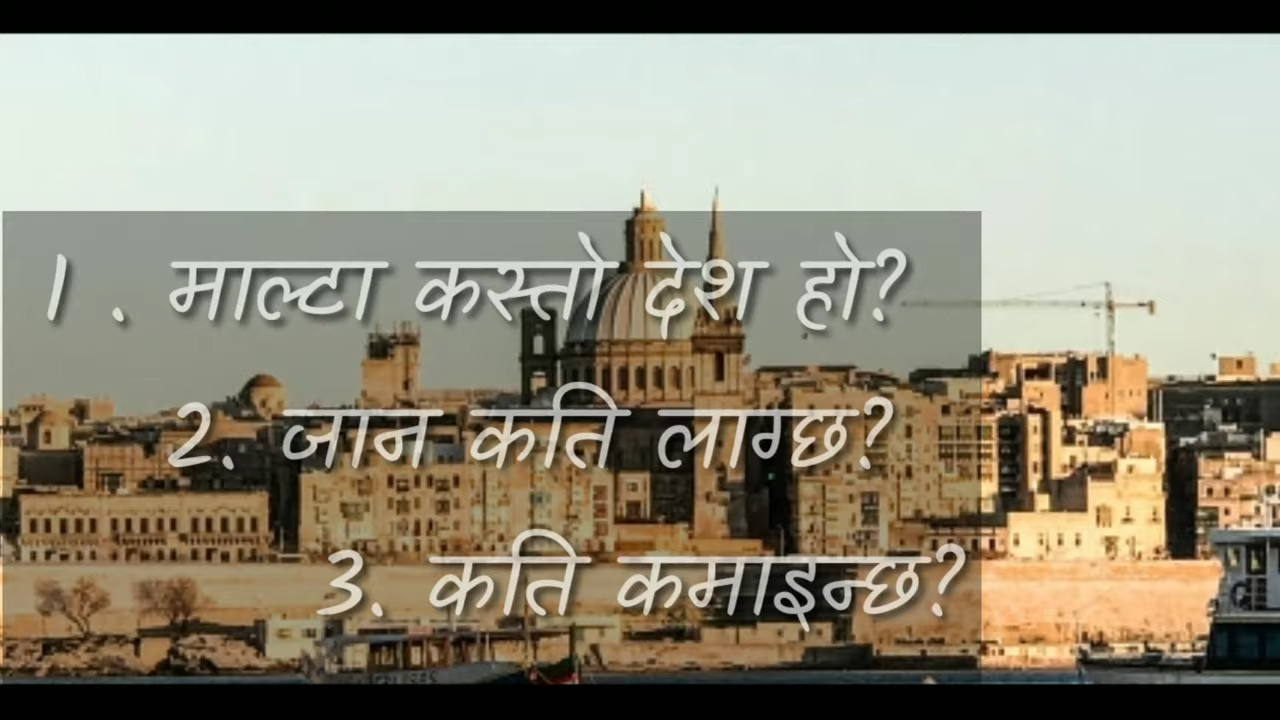 1 . माल्टा कस्तो देश हो?
2. जान कति लाग्छ?
3. कति कमाइन्छ?